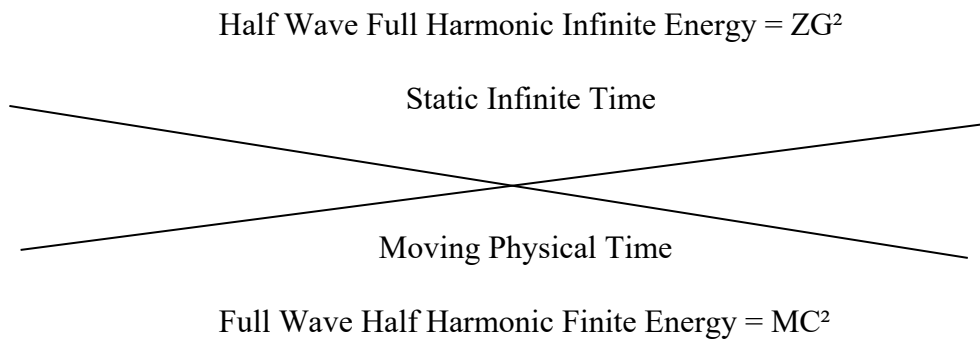 Half Wave Full Harmonic Infinite Energy = ZG²
Static Infinite Time
Moving Physical Time
Full Wave Half Harmonic Finite Energy = MC²